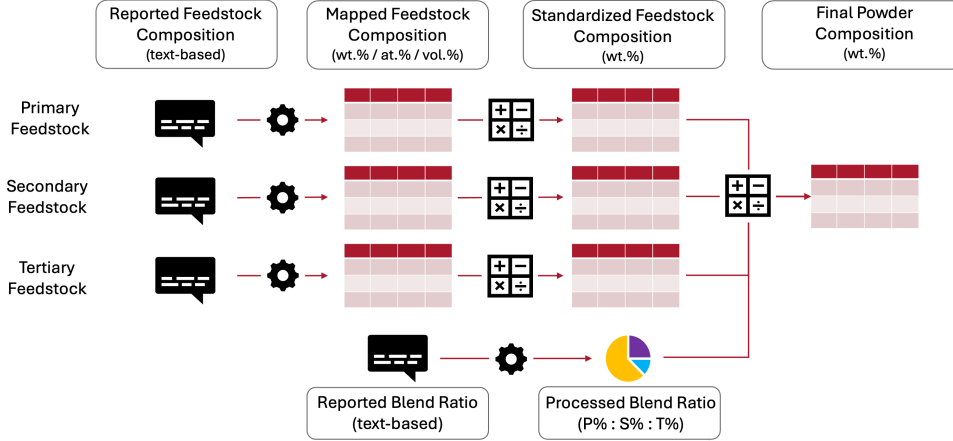 Reported Feedstock
Composition
(text-based)
Mapped Feedstock
Composition
(wt.% / at.% / vol.%)
Standardized Feedstock
Composition
(wt.%)
Final Powder
Composition
(wt.%)
Primary
Feedstock
Secondary
Feedstock
Tertiary
Feedstock
Reported Blend Ratio
(text-based)
Processed Blend Ratio
(P% : S% : T%)